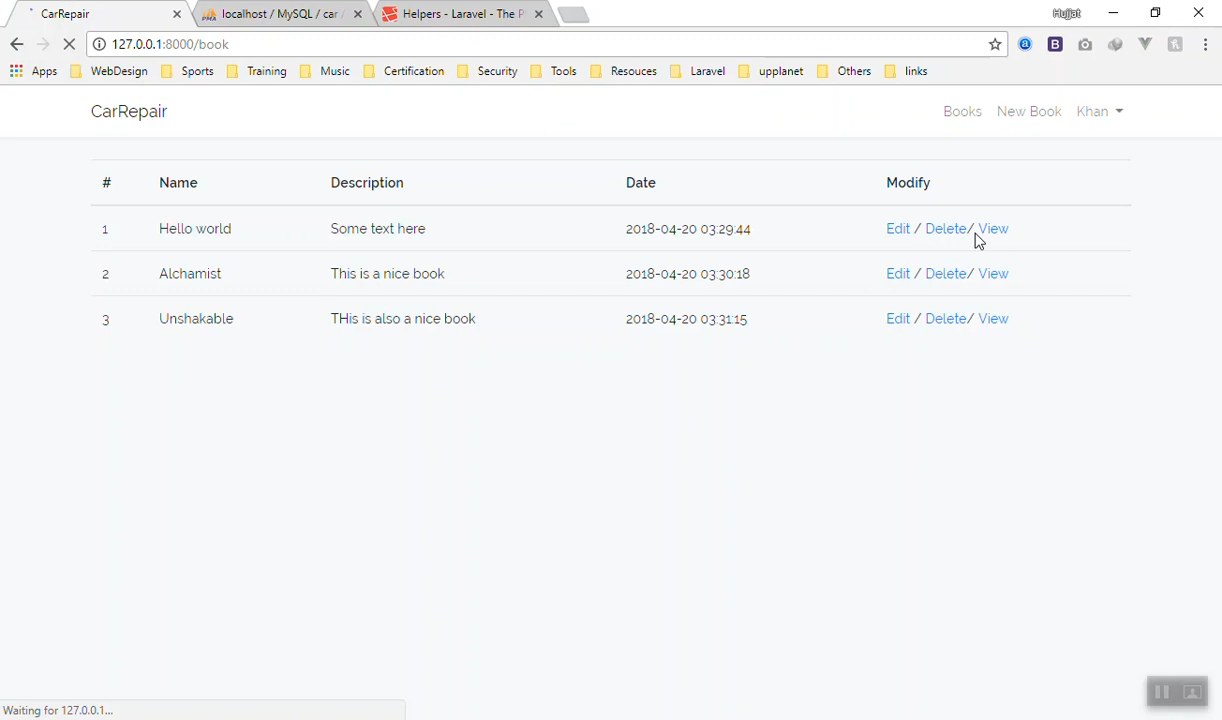 CarRepair
localhost / MySQL / car
Helpers - Laravel - The P
Hujjat
127.0.0.1:8000/book
Apps WebDesign Sports Training Music Certification Security Tools Resouces Laravel upplanet Others links
CarRepair Books New Book Khan
# Name Description Date Modify
1 Hello world Some text here 2018-04-20 03:29:44 Edit / Delete/ View
2 Alchamist This is a nice book 2018-04-20 03:30:18 Edit / Delete/ View
3 Unshakable THis is also a nice book 2018-04-20 03:31:15 Edit / Delete/ View
Waiting for 127.0.0.1...